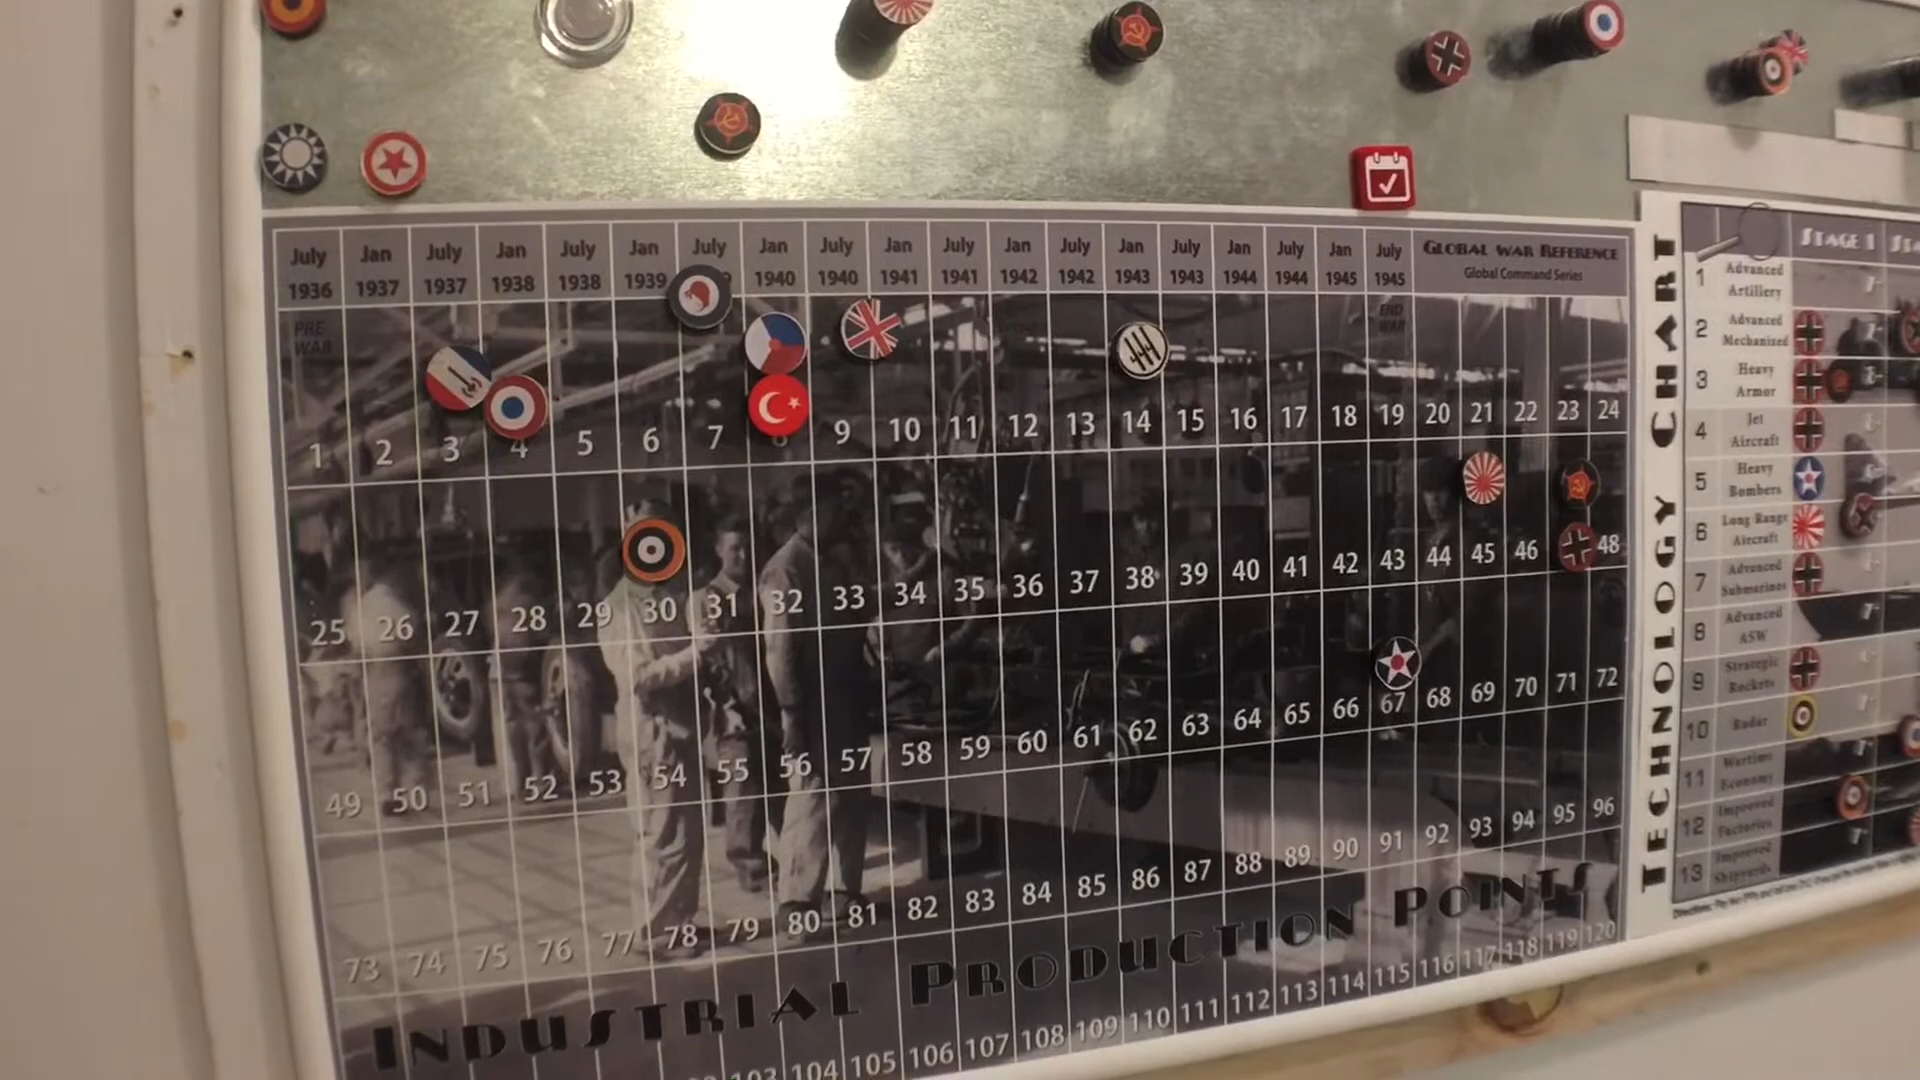 July Jan July Jan July Jan July Jan July Jan July Jan July Jan July Jan July Jan July GLOBAL WAR REFERENCE
1936 1937 1937 1938 1938 1939 1940 1940 1941 1941 1942 1942 1943 1943 1944 1944 1945 1945 Global Command Series
PRE-WAR
END WAR
1 2 3 4 5 6 7 8 9 10 11 12 13 14 15 16 17 18 19 20 21 22 23 24
25 26 27 28 29 30 31 32 33 34 35 36 37 38 39 40 41 42 43 44 45 46 48
49 50 51 52 53 54 55 56 57 58 59 60 61 62 63 64 65 66 67 68 69 70 71 72
73 74 75 76 77 78 79 80 81 82 83 84 85 86 87 88 89 90 91 92 93 94 95 96
INDUSTRIAL PRODUCTION POINTS
103 104 105 106 107 108 109 110 111 112 113 114 115 116 117 118 119 120
TECHNOLOGY CHART
STAGE 1
1 Advanced Artillery
2 Advanced Mechanized
3 Heavy Armor
4 Jet Aircraft
5 Heavy Bombers
6 Long Range Aircraft
7 Advanced Submarines
8 Advanced ASW
9 Strategic Rockets
10 Radar
11 Wartime Economy
12 Improved Factories
13 Improved Shipyards